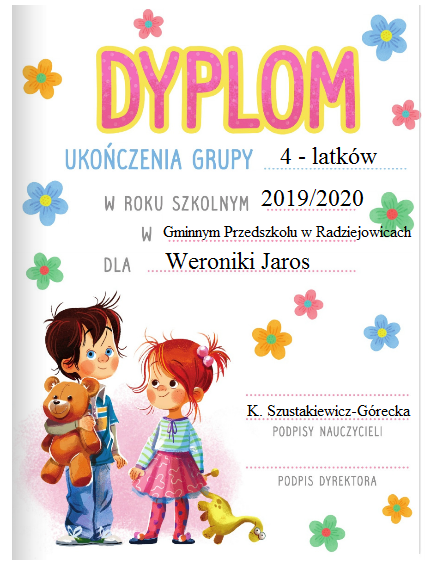 DYPLOM
UKOŃCZENIA GRUPY 4 - latków
W ROKU SZKOLNYM 2019/2020
W Gminnym Przedszkolu w Radziejowicach
DLA Weroniki Jaros
K. Szustakiewicz-Górecka
PODPISY NAUCZYCIELI
PODPIS DYREKTORA